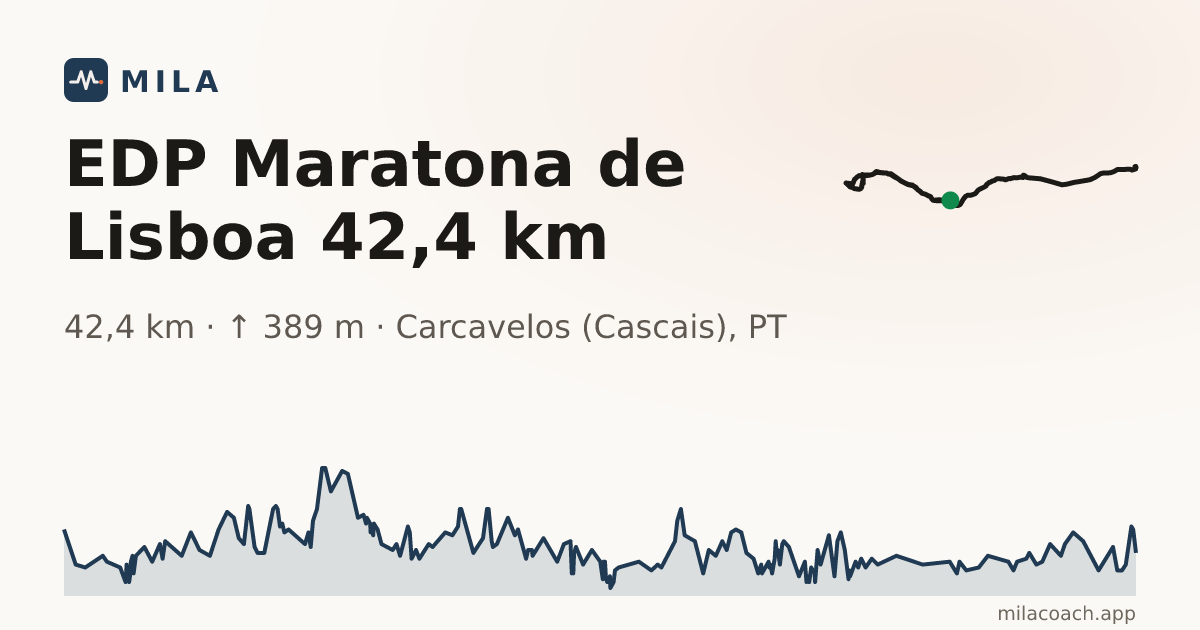 MILA
EDP Maratona de
Lisboa 42,4 km
42,4 km · ↑ 389 m · Carcavelos (Cascais), PT
milacoach.app